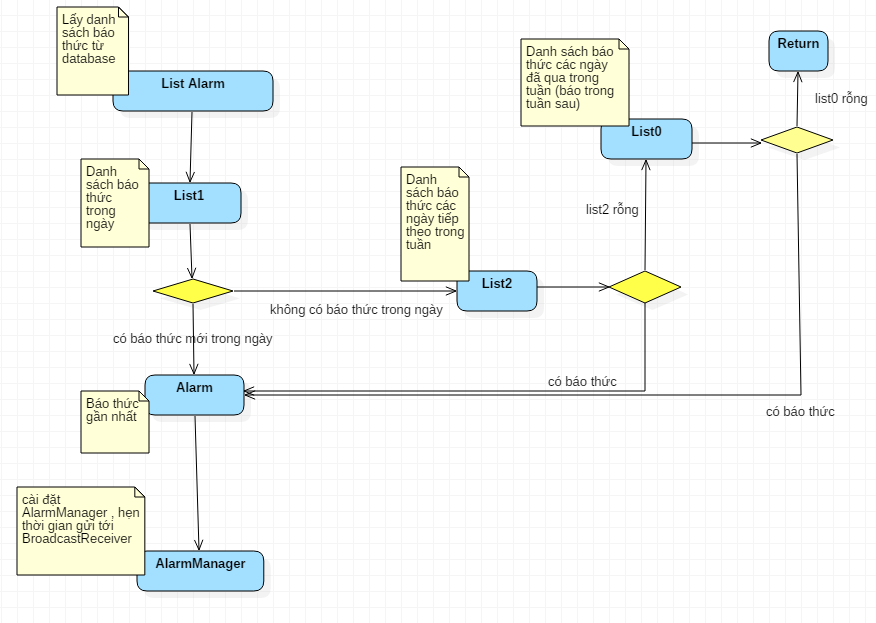 Lấy danh
sách báo
thức từ
database
List Alarm
Danh sách báo
thức các ngày
đã qua trong
tuần (báo trong
tuần sau)
List0
Return
list0 rỗng
Danh
sách báo
thức
trong
ngày
List1
Danh
sách báo
thức các
ngày tiếp
theo trong
tuần
List2
list2 rỗng
không có báo thức trong ngày
có báo thức mới trong ngày
Alarm
Báo thức
gần nhất
có báo thức
có báo thức
cài đặt
AlarmManager , hẹn
thời gian gửi tới
BroadcastReceiver
AlarmManager